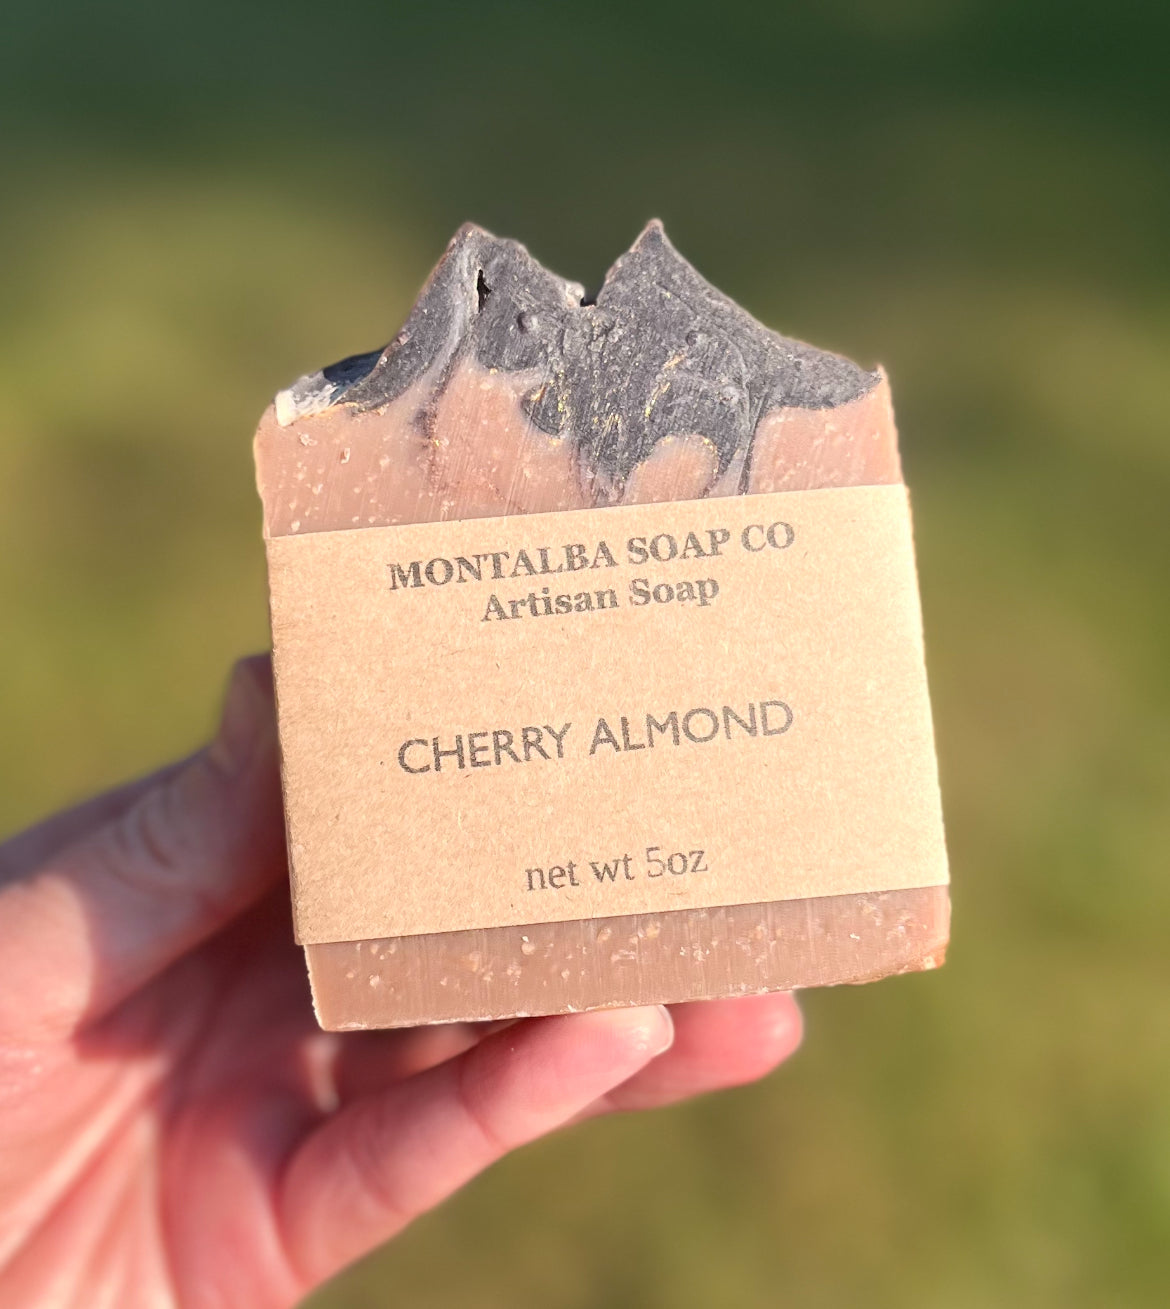 MONTALBA SOAP CO
Artisan Soap
CHERRY ALMOND
net wt 5oz